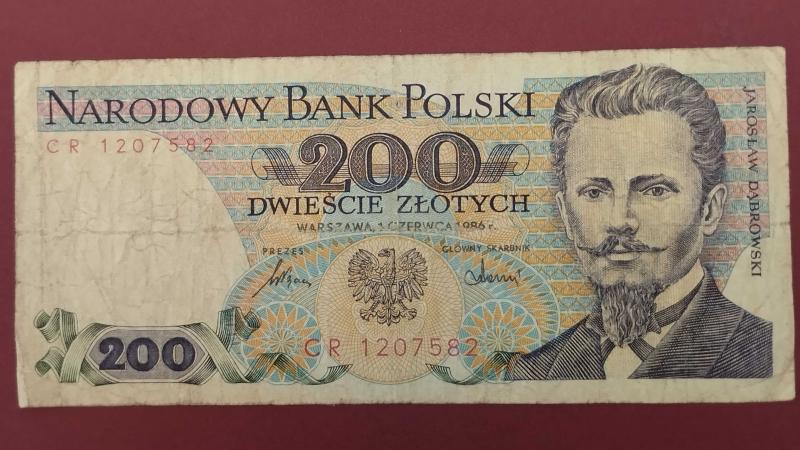 NARODOWY BANK POLSKI
CR 1207582
200
DWIEŚCIE ZŁOTYCH
WARSZAWA, 1 CZERWCA 1986 r.
PREZES
GŁÓWNY SKARBNIK
JAROSŁAW DĄBROWSKI
200
CR 1207582